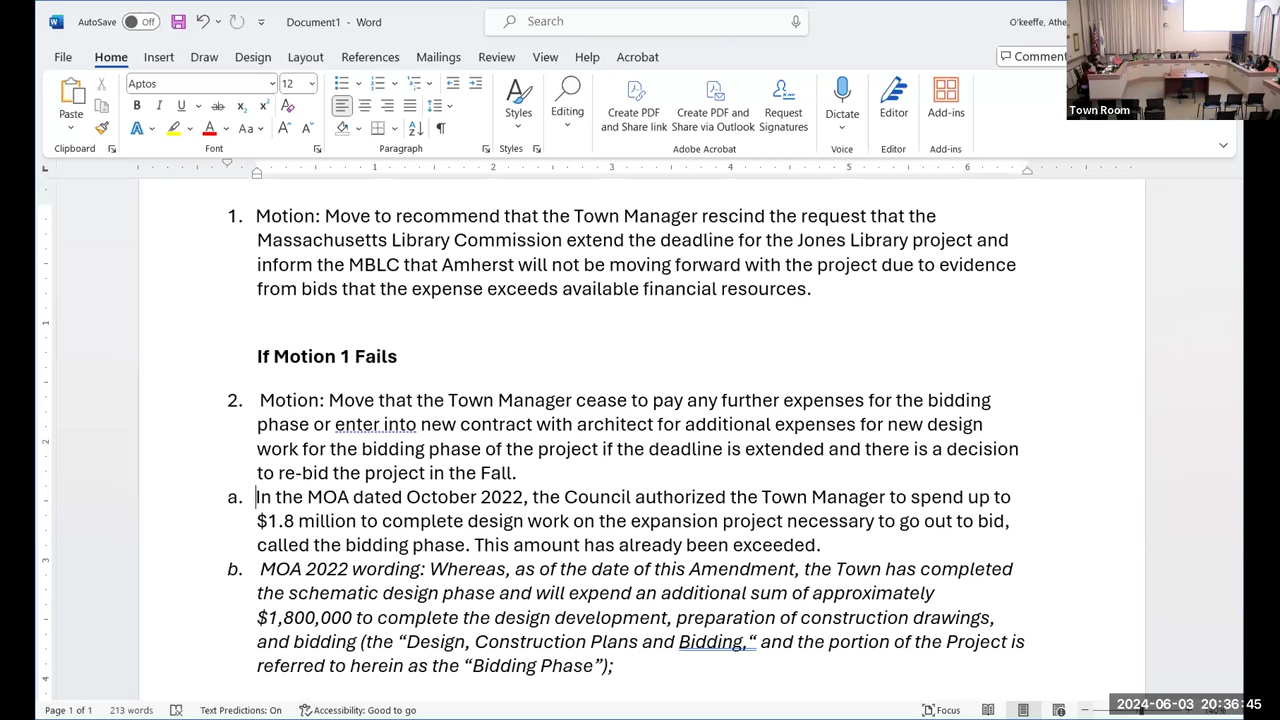 AutoSave Off Document1 - Word Search O'keeffe, Athe
File Home Insert Draw Design Layout References Mailings Review View Help Acrobat Comment
Paste Aptos 12 Styles Editing Create PDF and Share link Create PDF and Share via Outlook Request Signatures Dictate Editor Add-ins
Clipboard Font Paragraph Styles Adobe Acrobat Voice Editor Add-ins
Town Room
1 2 3 4 5 6
1. Motion: Move to recommend that the Town Manager rescind the request that the
Massachusetts Library Commission extend the deadline for the Jones Library project and
inform the MBLC that Amherst will not be moving forward with the project due to evidence
from bids that the expense exceeds available financial resources.
If Motion 1 Fails
2. Motion: Move that the Town Manager cease to pay any further expenses for the bidding
phase or enter into new contract with architect for additional expenses for new design
work for the bidding phase of the project if the deadline is extended and there is a decision
to re-bid the project in the Fall.
a. In the MOA dated October 2022, the Council authorized the Town Manager to spend up to
$1.8 million to complete design work on the expansion project necessary to go out to bid,
called the bidding phase. This amount has already been exceeded.
b. MOA 2022 wording: Whereas, as of the date of this Amendment, the Town has completed
the schematic design phase and will expend an additional sum of approximately
$1,800,000 to complete the design development, preparation of construction drawings,
and bidding (the “Design, Construction Plans and Bidding,“ and the portion of the Project is
referred to herein as the “Bidding Phase”);
Page 1 of 1 213 words Text Predictions: On Accessibility: Good to go Focus
2024-06-03 20:36:45